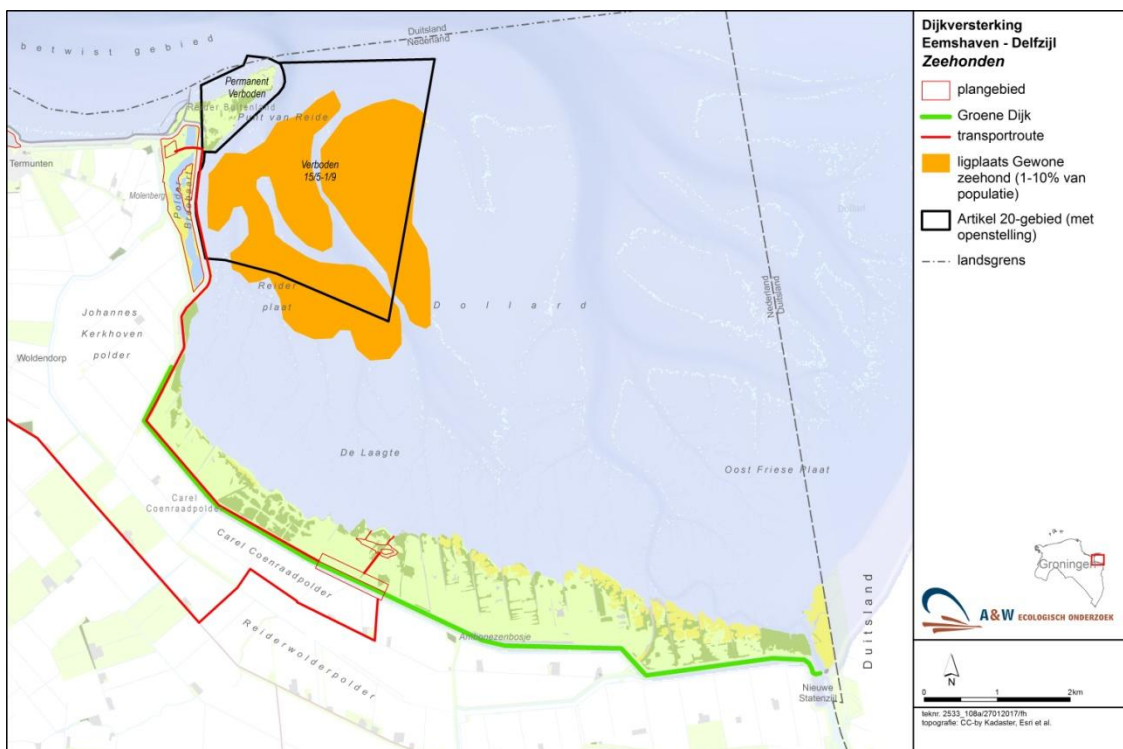 betwist gebied
Duitsland
Nederland
Permanent
Verboden
Reider Buitenland
Punt van Reide
Termunten
Verboden
15/5-1/9
Molenberg
Polder
Breebaart
Reider
plaat
Dollard
Nederland
Duitsland
Johannes
Kerkhoven
polder
Woldendorp
De Laagte
Oost Friese Plaat
Carel
Coenraadpolder
Carel Coenraadpolder
Reiderwolderpolder
Ambonezenbosje
Nieuwe
Statenzijl
Duitsland
Dijkversterking
Eemshaven - Delfzijl
Zeehonden
plangebied
Groene Dijk
transportroute
ligplaats Gewone
zeehond (1-10% van
populatie)
Artikel 20-gebied (met
openstelling)
landsgrens
Groningen
A&W ECOLOGISCH ONDERZOEK
N
0 1 2km
teknr. 2533_108a/27012017/fh
topografie: CC-by Kadaster, Esri et al.